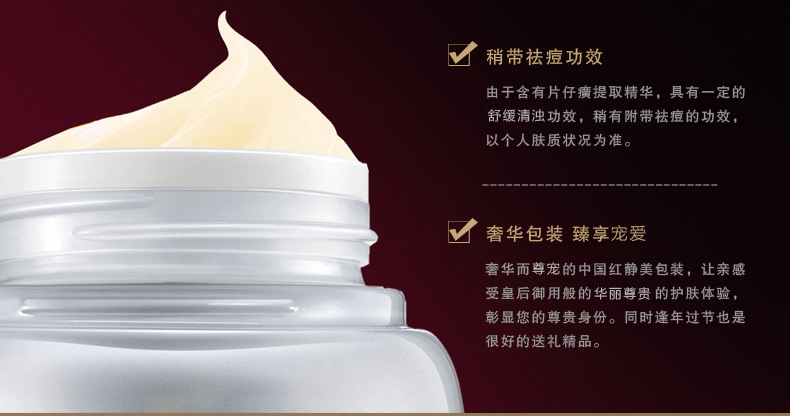 稍带祛痘功效
由于含有片仔癀提取精华，具有一定的
舒缓清浊功效，稍有附带祛痘的功效，
以个人肤质状况为准。
奢华包装 臻享宠爱
奢华而尊宠的中国红静美包装，让亲感
受皇后御用般的华丽尊贵的护肤体验，
彰显您的尊贵身份。同时逢年过节也是
很好的送礼精品。